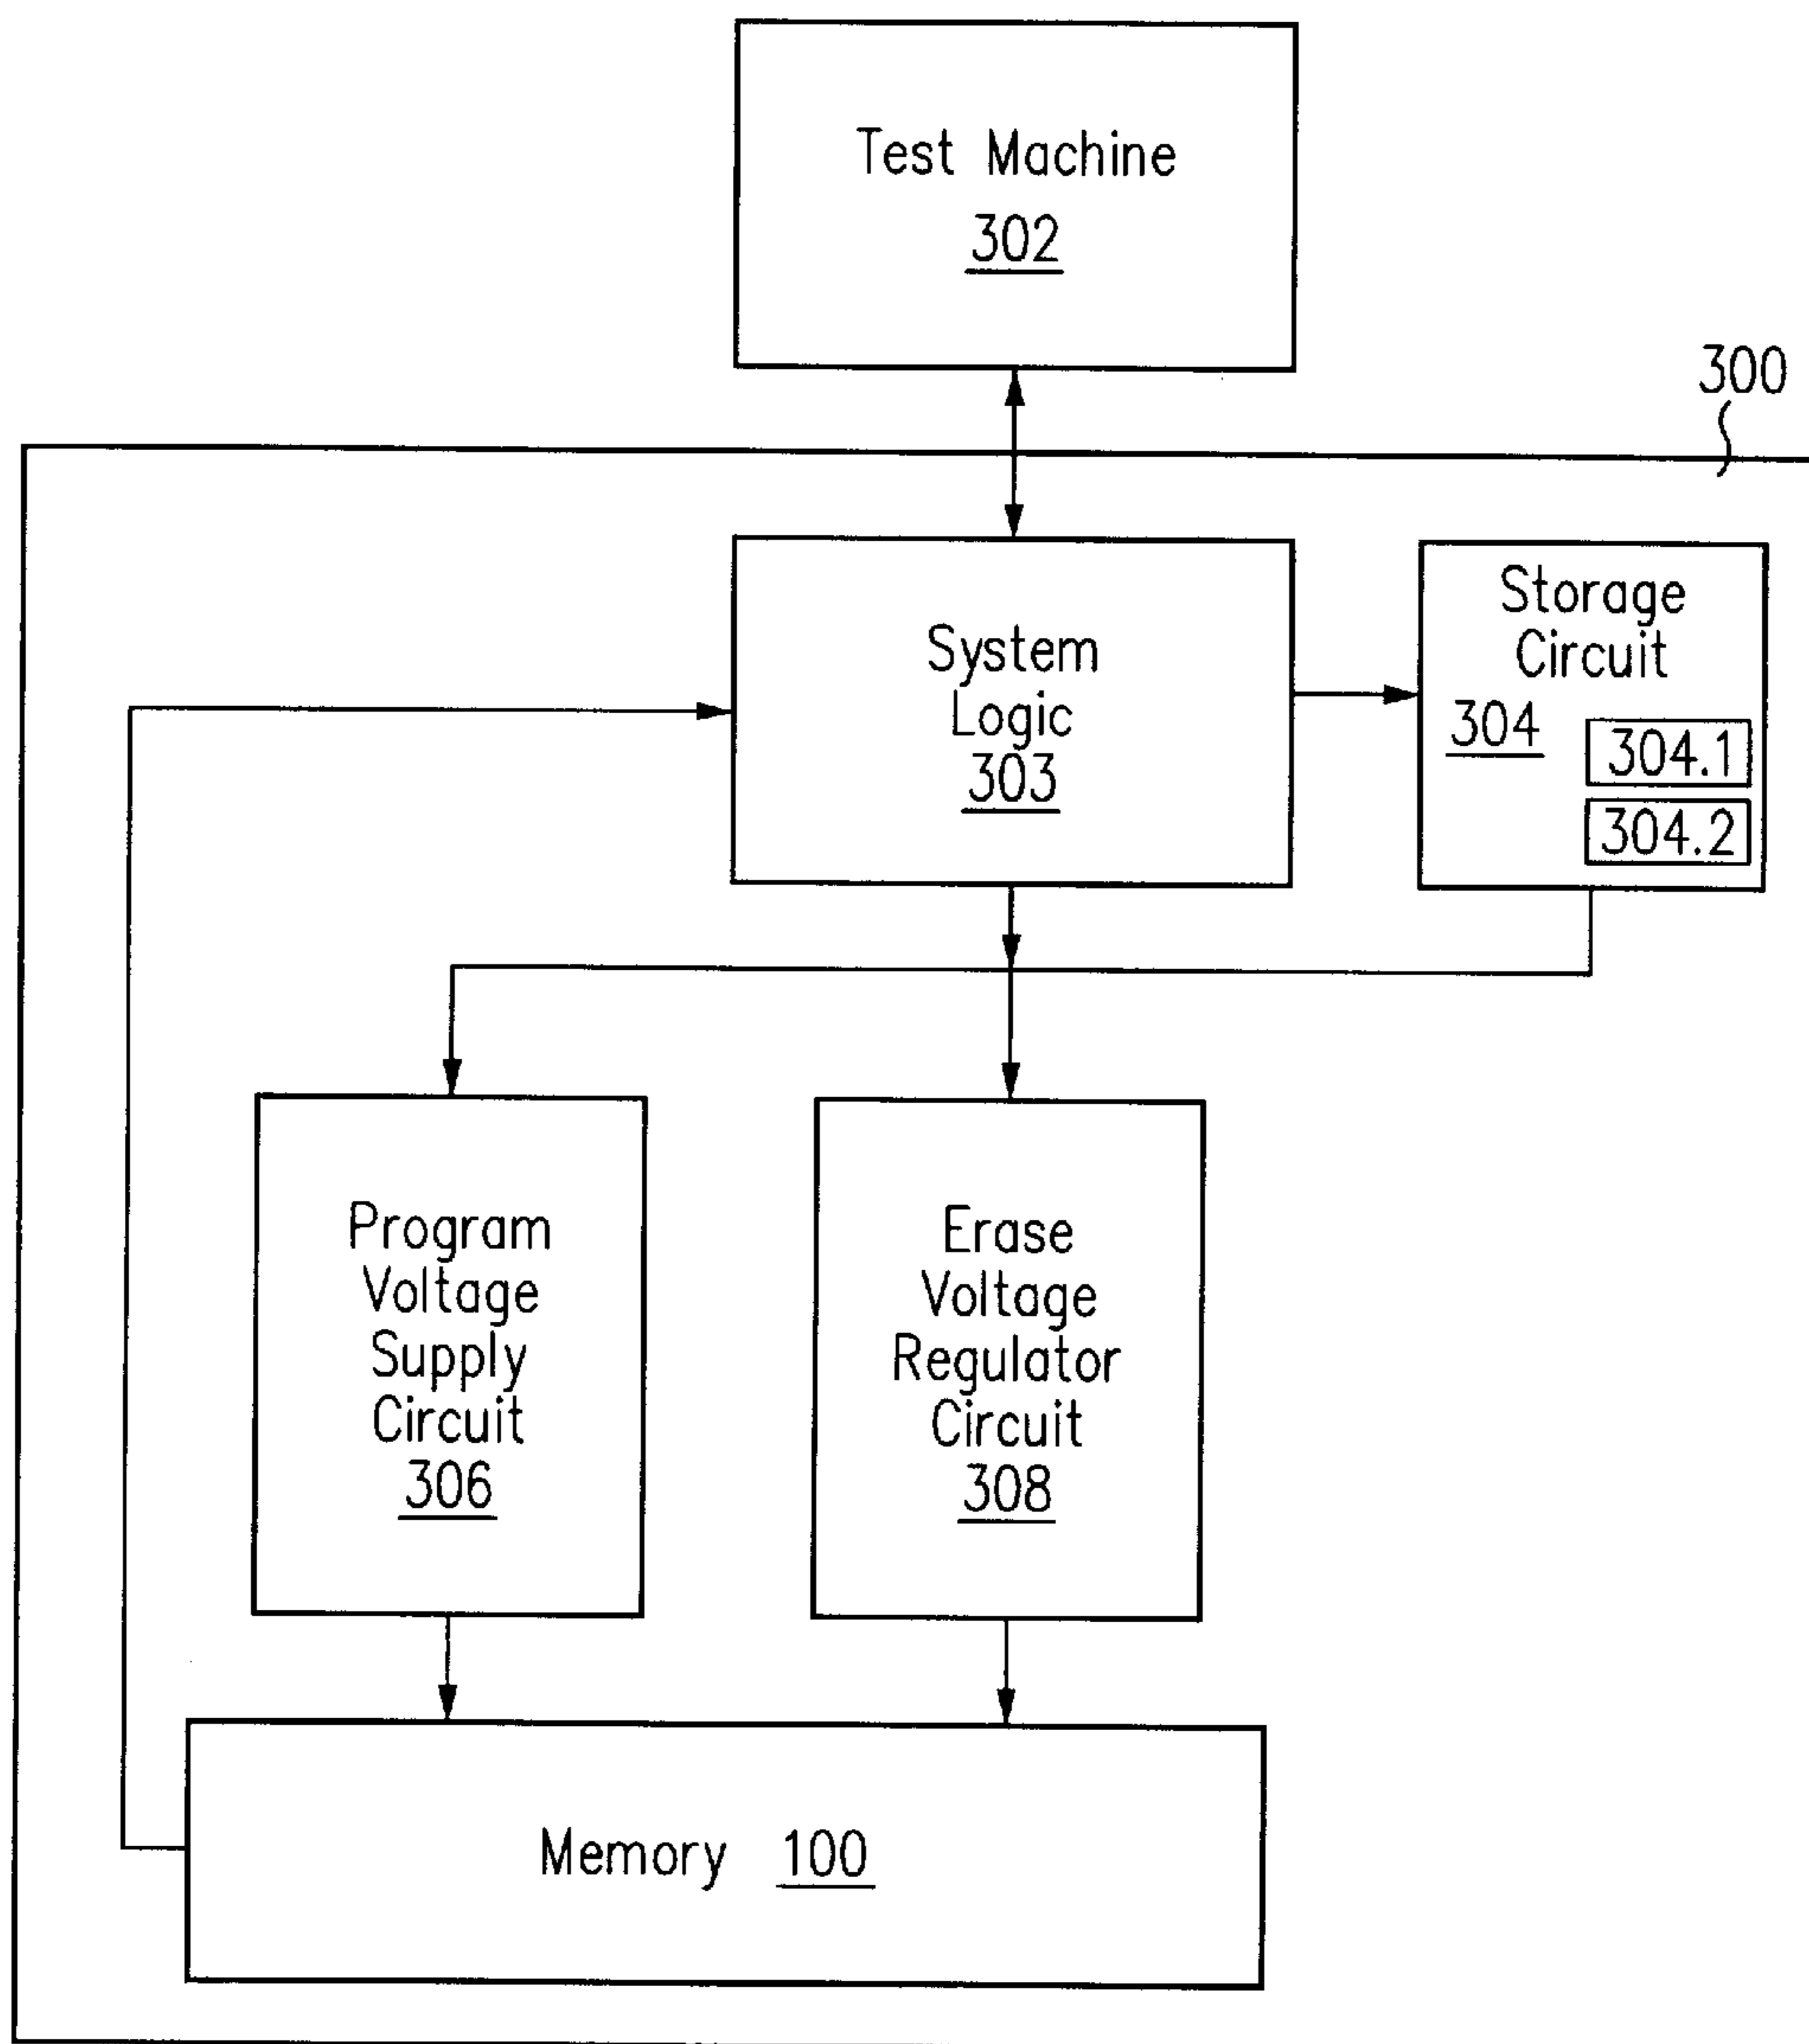 Test Machine
302
300
System
Logic
303
Storage
Circuit
304
304.1
304.2
Program
Voltage
Supply
Circuit
306
Erase
Voltage
Regulator
Circuit
308
Memory 100